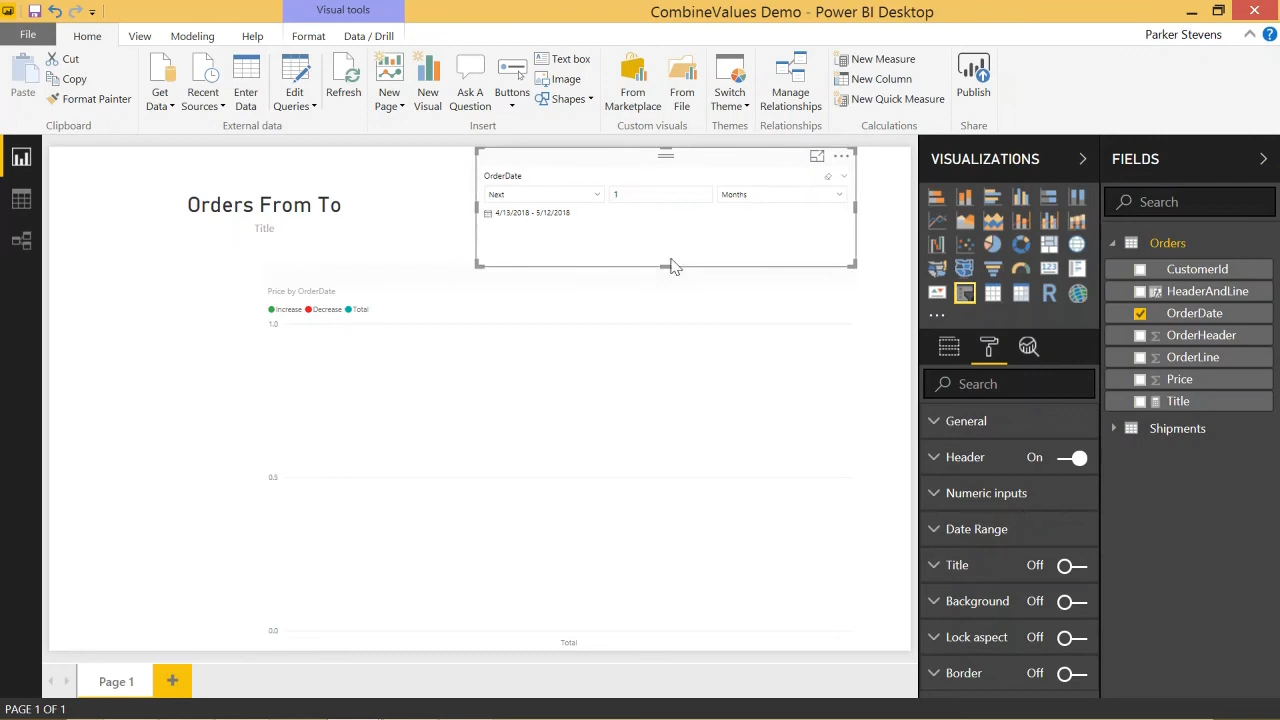 Visual tools
CombineValues Demo - Power BI Desktop
File
Home
View
Modeling
Help
Format
Data / Drill
Parker Stevens
Paste
Cut
Copy
Format Painter
Clipboard
Get Data
Recent Sources
Enter Data
Edit Queries
Refresh
External data
New Page
New Visual
Ask A Question
Buttons
Text box
Image
Shapes
Insert
From Marketplace
From File
Custom visuals
Switch Theme
Themes
Manage Relationships
Relationships
New Measure
New Column
New Quick Measure
Calculations
Publish
Share
Orders From To
Title
OrderDate
Next
1
Months
4/13/2018 - 5/12/2018
Price by OrderDate
Increase Decrease Total
1.0
0.5
0.0
Total
VISUALIZATIONS
R
123
Search
General
Header On
Numeric inputs
Date Range
Title Off
Background Off
Lock aspect Off
Border Off
FIELDS
Search
Orders
CustomerId
HeaderAndLine
OrderDate
OrderHeader
OrderLine
Price
Title
Shipments
Page 1
PAGE 1 OF 1